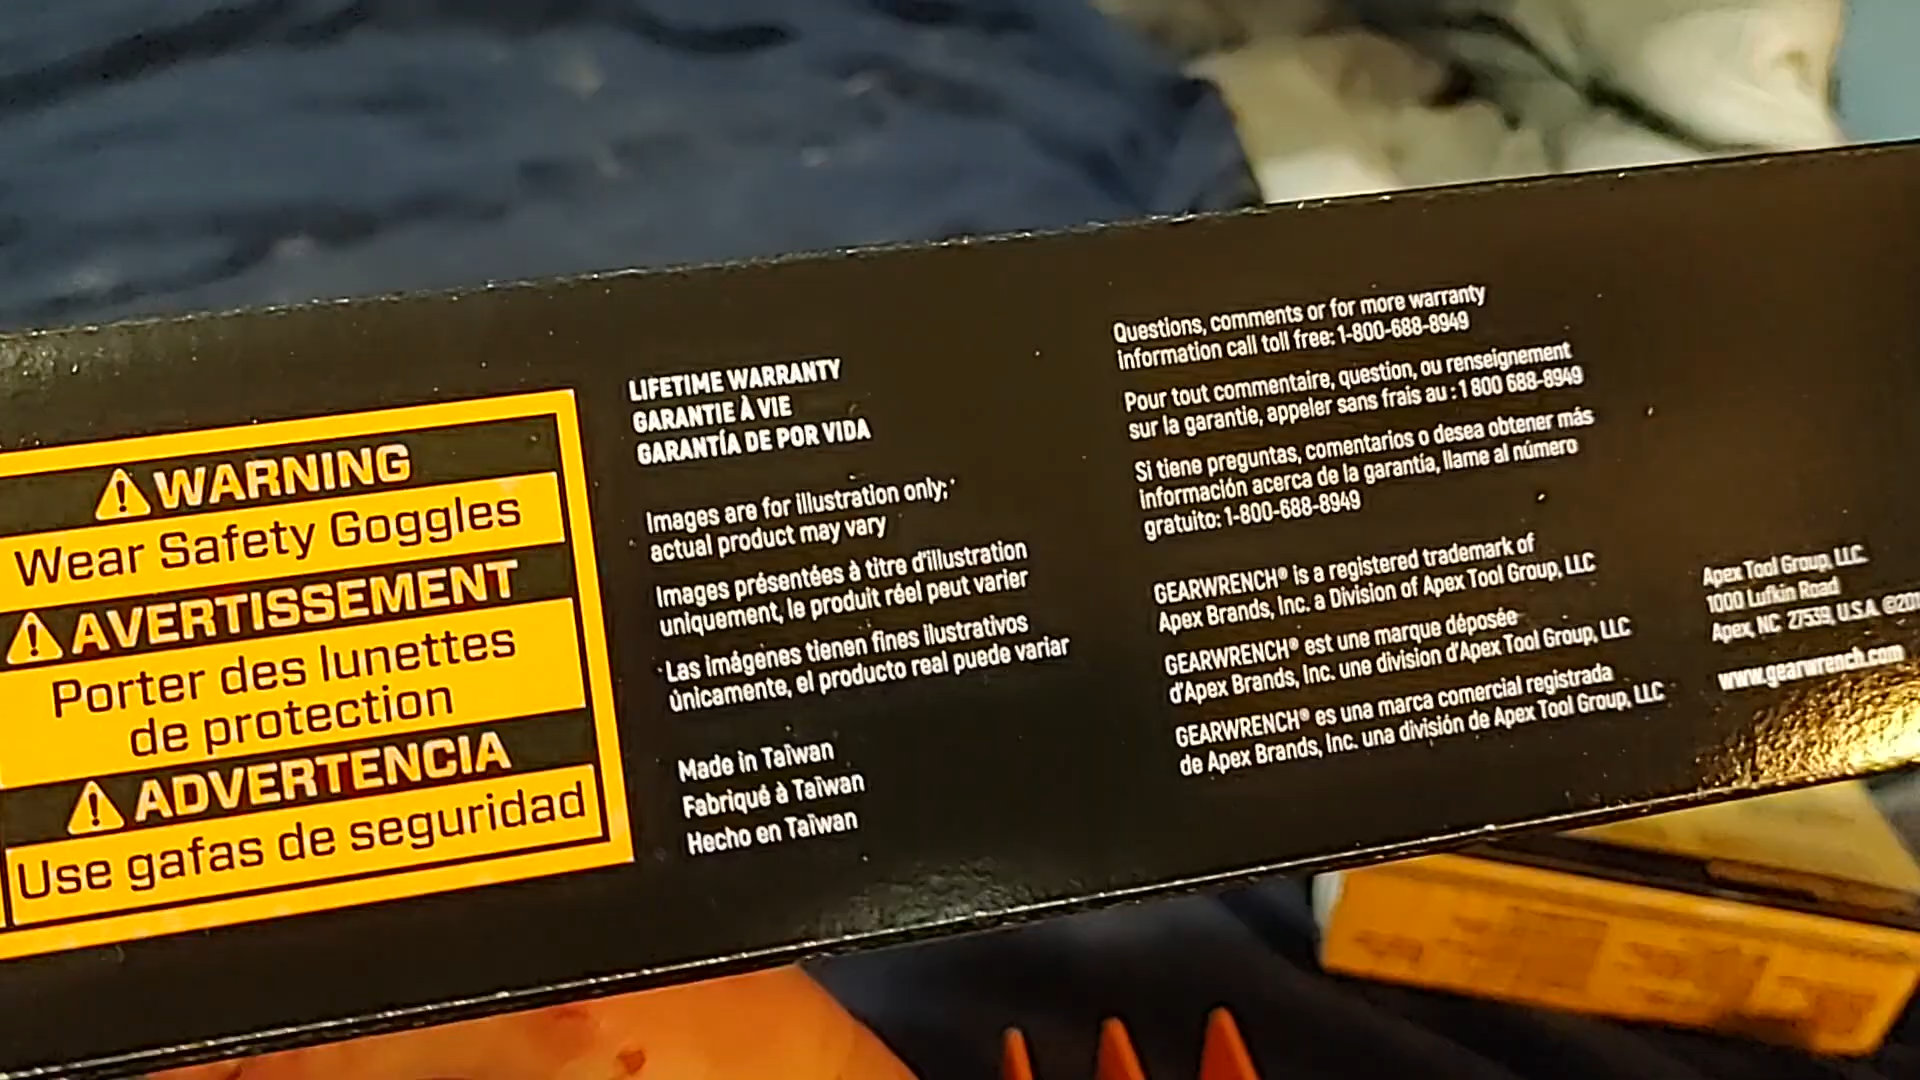 WARNING
Wear Safety Goggles
AVERTISSEMENT
Porter des lunettes
de protection
ADVERTENCIA
Use gafas de seguridad
LIFETIME WARRANTY
GARANTIE À VIE
GARANTÍA DE POR VIDA
Images are for illustration only;
actual product may vary
Images présentées à titre d'illustration
uniquement, le produit réel peut varier
Las imágenes tienen fines ilustrativos
únicamente, el producto real puede variar
Made in Taiwan
Fabriqué à Taiwan
Hecho en Taiwan
Questions, comments or for more warranty
information call toll free: 1-800-688-8949
Pour tout commentaire, question, ou renseignement
sur la garantie, appeler sans frais au : 1 800 688-8949
Si tiene preguntas, comentarios o desea obtener más
información acerca de la garantía, llame al número
gratuito: 1-800-688-8949
GEARWRENCH® is a registered trademark of
Apex Brands, Inc. a Division of Apex Tool Group, LLC
GEARWRENCH® est une marque déposée
d'Apex Brands, Inc. une division d'Apex Tool Group, LLC
GEARWRENCH® es una marca comercial registrada
de Apex Brands, Inc. una división de Apex Tool Group, LLC
Apex Tool Group, LLC.
1000 Lufkin Road
Apex, NC 27539, U.S.A.
www.gearwrench.com